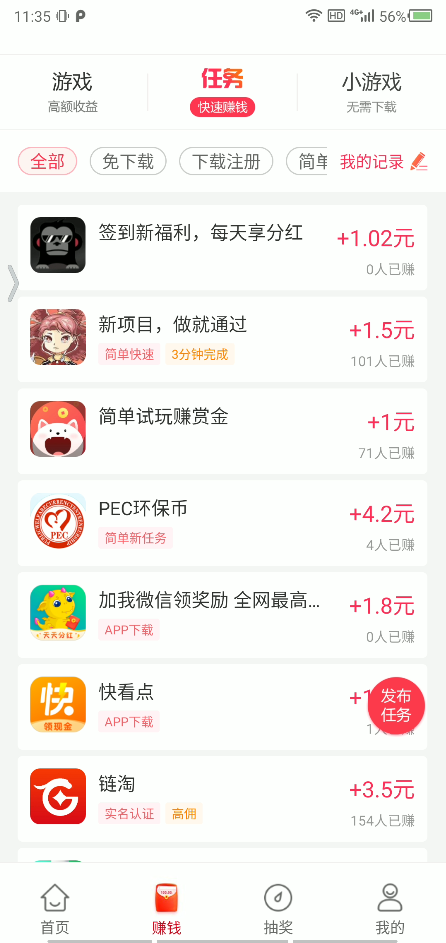 11:35
HD 4G+ 56%
游戏
高额收益
任务
快速赚钱
小游戏
无需下载
全部
免下载
下载注册
简单
我的记录
签到新福利，每天享分红
+1.02元
0人已赚
新项目，做就通过
简单快速
3分钟完成
+1.5元
101人已赚
简单试玩赚赏金
+1元
71人已赚
PEC
PEC环保币
简单新任务
+4.2元
4人已赚
天天分红
加我微信领奖励 全网最高...
APP下载
+1.8元
0人已赚
快
领现金
快看点
APP下载
+1
发布
任务
链淘
实名认证
高佣
+3.5元
154人已赚
首页
赚钱
抽奖
我的